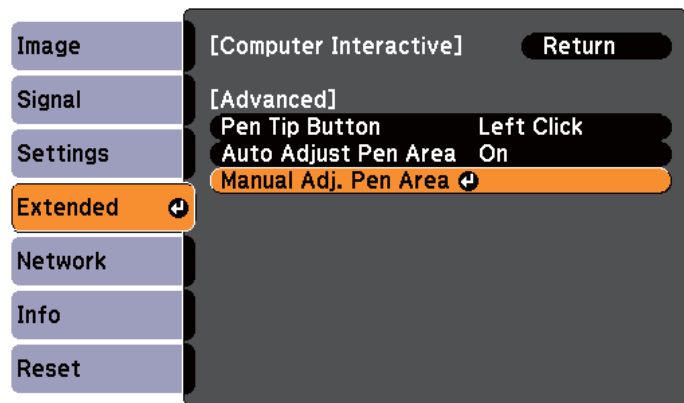 Image
Signal
Settings
Extended
Network
Info
Reset
[Computer Interactive] Return
[Advanced]
Pen Tip Button Left Click
Auto Adjust Pen Area On
Manual Adj. Pen Area